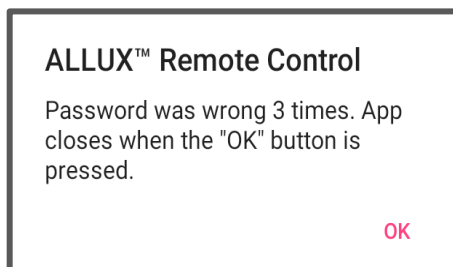 ALLUX™ Remote Control
Password was wrong 3 times. App
closes when the "OK" button is
pressed.
OK